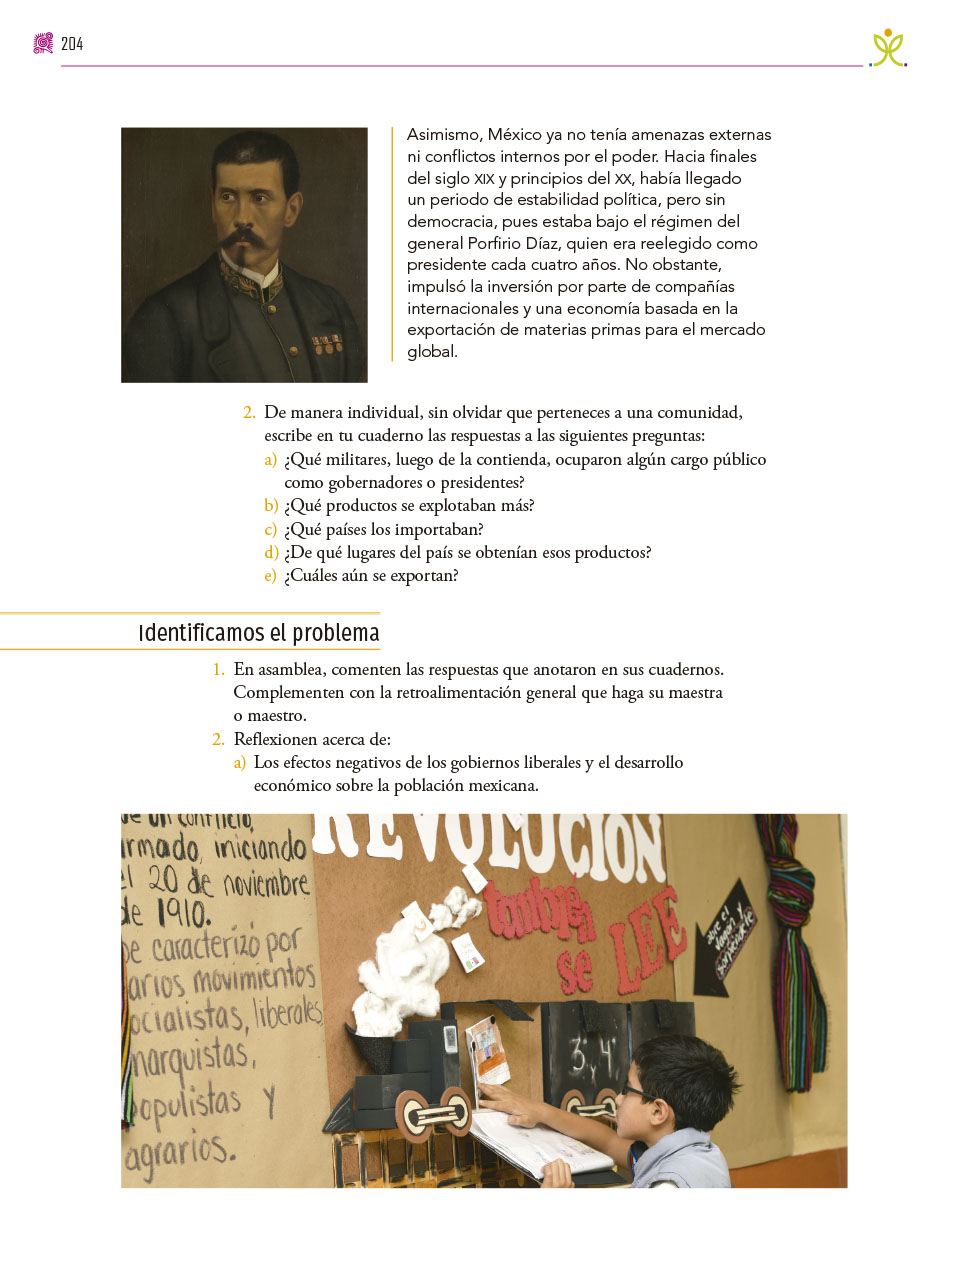 204
Asimismo, México ya no tenía amenazas externas
ni conflictos internos por el poder. Hacia finales
del siglo XIX y principios del XX, había llegado
un periodo de estabilidad política, pero sin
democracia, pues estaba bajo el régimen del
general Porfirio Díaz, quien era reelegido como
presidente cada cuatro años. No obstante,
impulsó la inversión por parte de compañías
internacionales y una economía basada en la
exportación de materias primas para el mercado
global.
2. De manera individual, sin olvidar que perteneces a una comunidad,
escribe en tu cuaderno las respuestas a las siguientes preguntas:
a) ¿Qué militares, luego de la contienda, ocuparon algún cargo público
como gobernadores o presidentes?
b) ¿Qué productos se explotaban más?
c) ¿Qué países los importaban?
d) ¿De qué lugares del país se obtenían esos productos?
e) ¿Cuáles aún se exportan?
Identificamos el problema
1. En asamblea, comenten las respuestas que anotaron en sus cuadernos.
Complementen con la retroalimentación general que haga su maestra
o maestro.
2. Reflexionen acerca de:
a) Los efectos negativos de los gobiernos liberales y el desarrollo
económico sobre la población mexicana.
de un conflicto,
armado, iniciando
el 20 de noviembre
de 1910.
Se caracterizó por
arios movimientos
ocialistas, liberales,
narquistas,
populistas y
agrarios.
REVOLUCIÓN
también
se LEE
abre el
vagón y
sorpréndete
3° y 4°